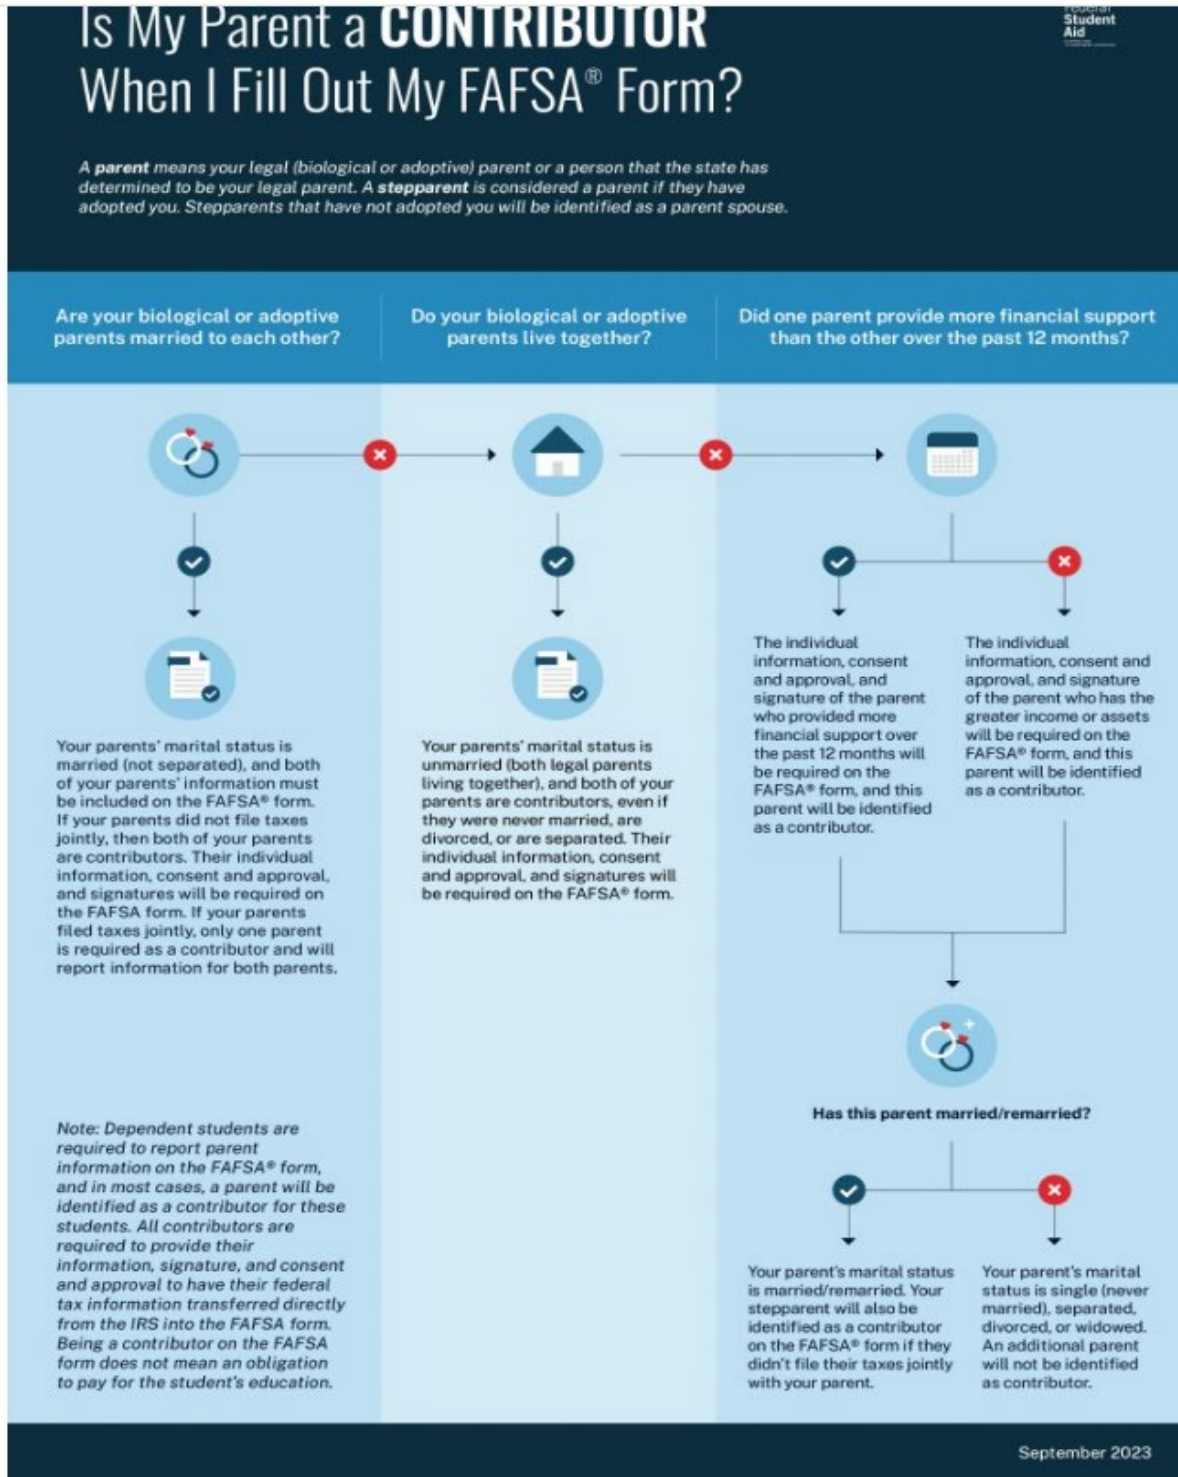 Is My Parent a CONTRIBUTOR
When I Fill Out My FAFSA® Form?
Federal
Student
Aid
A parent means your legal (biological or adoptive) parent or a person that the state has
determined to be your legal parent. A stepparent is considered a parent if they have
adopted you. Stepparents that have not adopted you will be identified as a parent spouse.
Are your biological or adoptive
parents married to each other?
Do your biological or adoptive
parents live together?
Did one parent provide more financial support
than the other over the past 12 months?
Your parents' marital status is
married (not separated), and both
of your parents' information must
be included on the FAFSA® form.
If your parents did not file taxes
jointly, then both of your parents
are contributors. Their individual
information, consent and approval,
and signatures will be required on
the FAFSA form. If your parents
filed taxes jointly, only one parent
is required as a contributor and will
report information for both parents.
Note: Dependent students are
required to report parent
information on the FAFSA® form,
and in most cases, a parent will be
identified as a contributor for these
students. All contributors are
required to provide their
information, signature, and consent
and approval to have their federal
tax information transferred directly
from the IRS into the FAFSA form.
Being a contributor on the FAFSA
form does not mean an obligation
to pay for the student's education.
Your parents' marital status is
unmarried (both legal parents
living together), and both of your
parents are contributors, even if
they were never married, are
divorced, or are separated. Their
individual information, consent
and approval, and signatures will
be required on the FAFSA® form.
The individual
information, consent
and approval, and
signature of the parent
who provided more
financial support over
the past 12 months will
be required on the
FAFSA® form, and this
parent will be identified
as a contributor.
The individual
information, consent and
approval, and signature
of the parent who has the
greater income or assets
will be required on the
FAFSA® form, and this
parent will be identified
as a contributor.
Has this parent married/remarried?
Your parent's marital status
is married/remarried. Your
stepparent will also be
identified as a contributor
on the FAFSA® form if they
didn't file their taxes jointly
with your parent.
Your parent's marital
status is single (never
married), separated,
divorced, or widowed.
An additional parent
will not be identified
as contributor.
September 2023